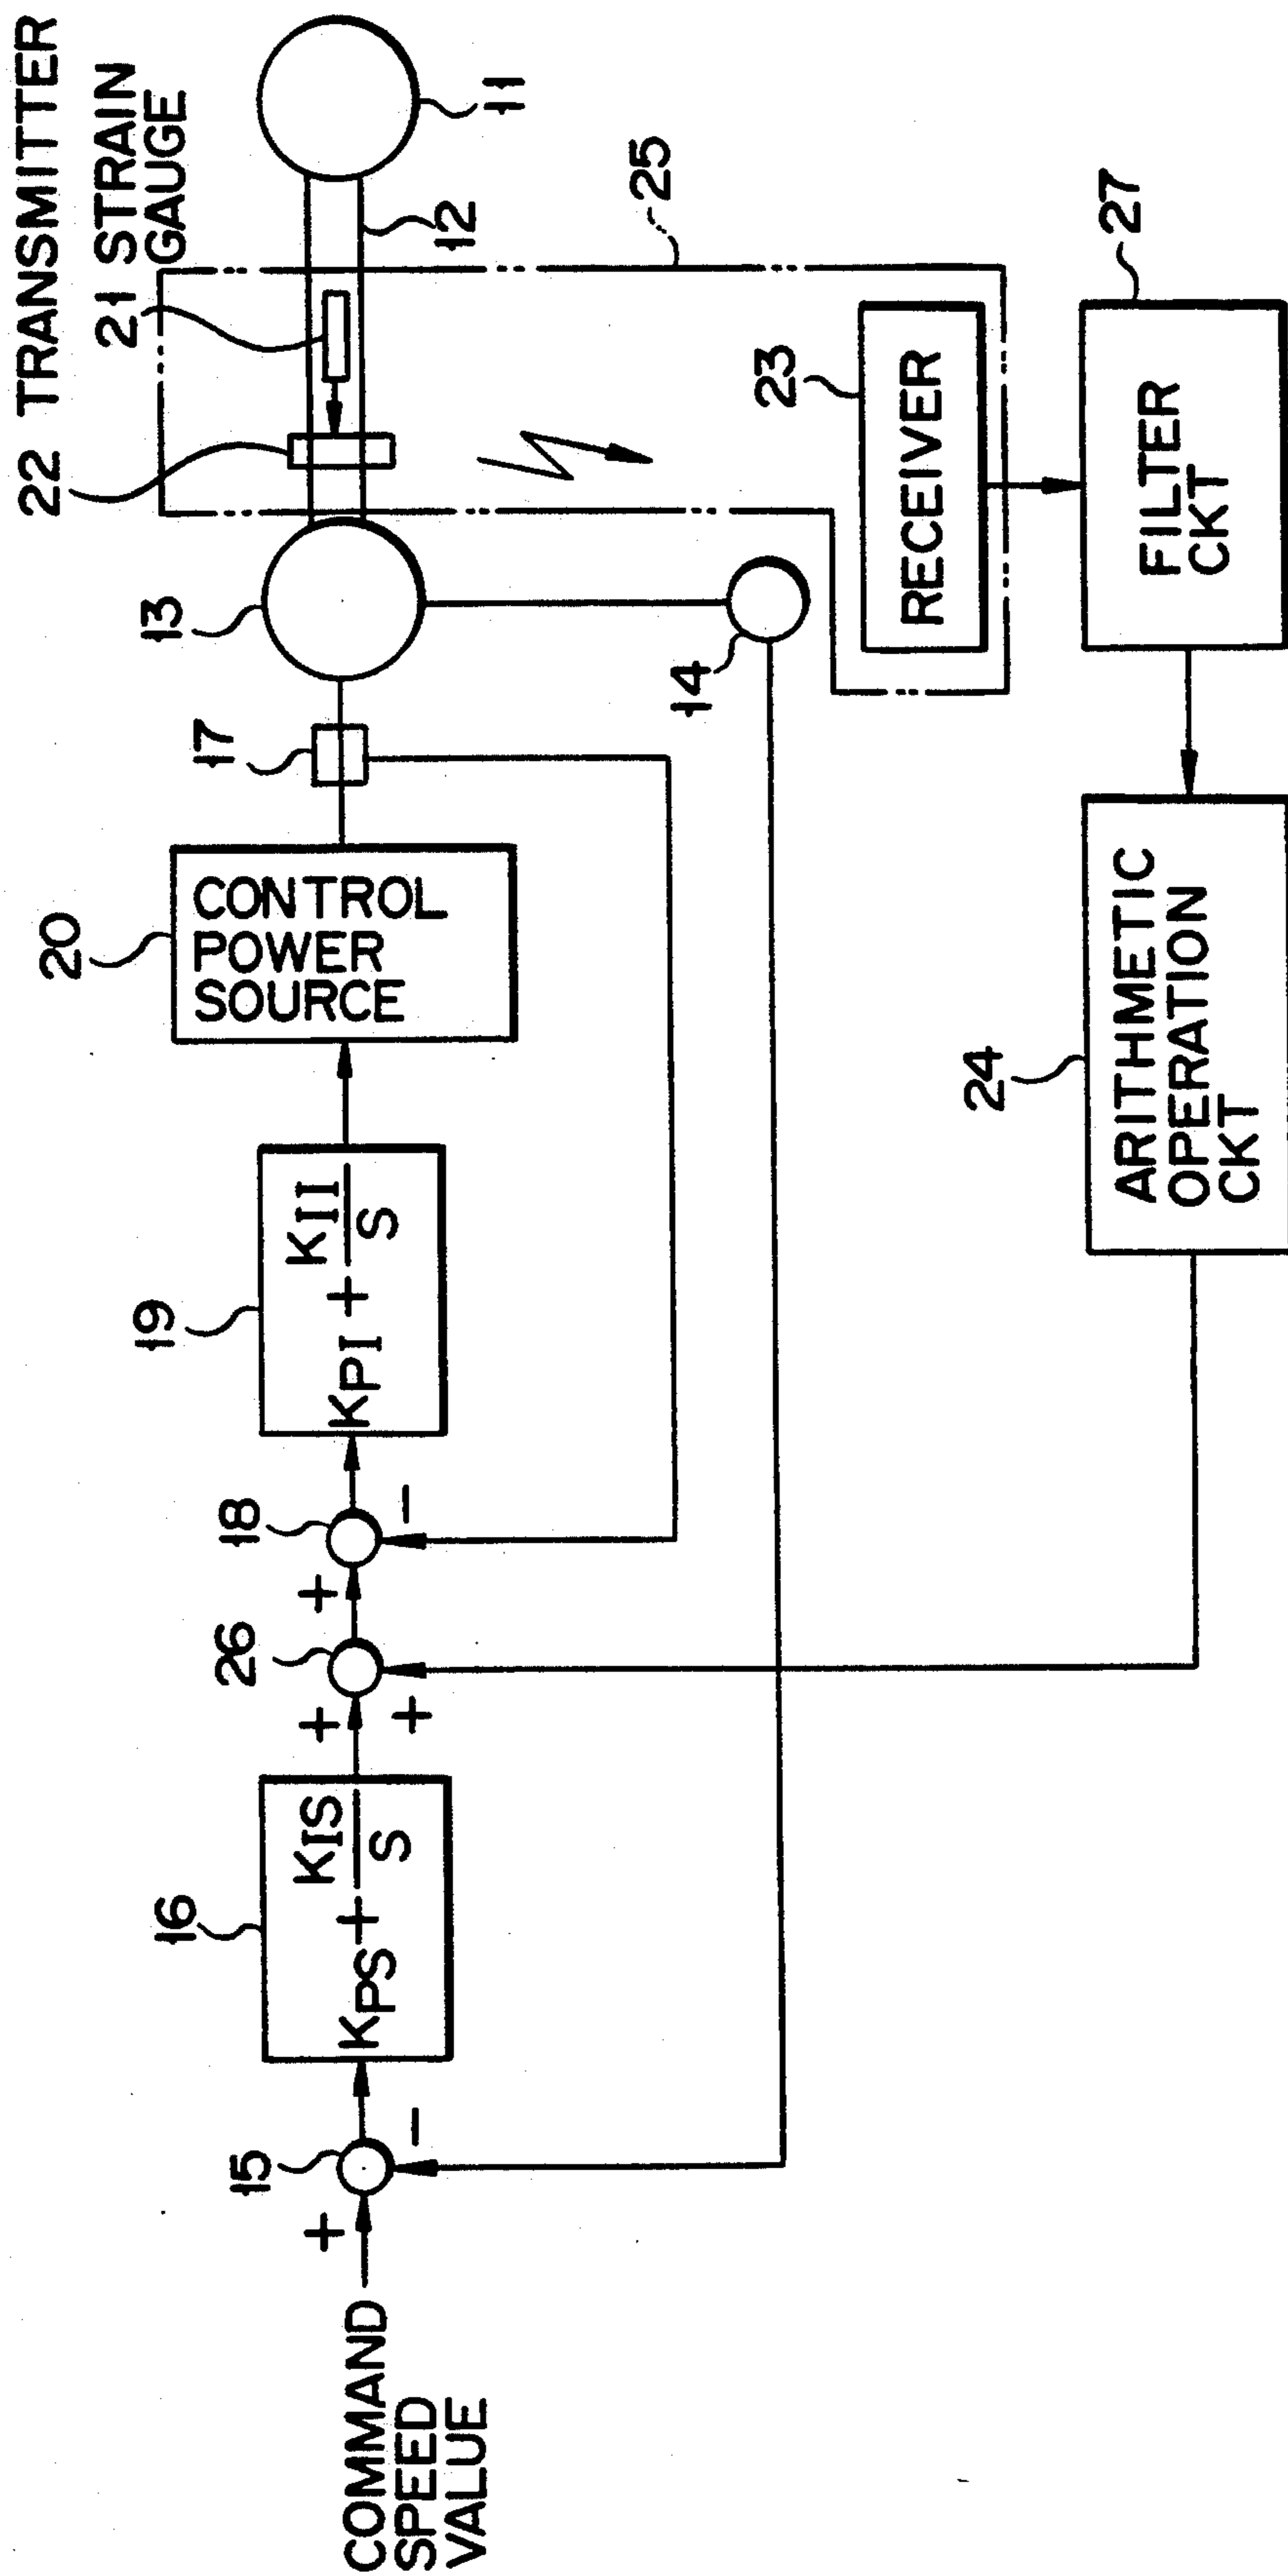 22 TRANSMITTER
21 STRAIN
GAUGE
13
17
20
19
18
26
16
15
CONTROL
POWER
SOURCE
KPI + KII/S
+
−
+
+
KPS + KIS/S
+
−
COMMAND
SPEED
VALUE
11
12
25
14
23
RECEIVER
27
FILTER
CKT
24
ARITHMETIC
OPERATION
CKT